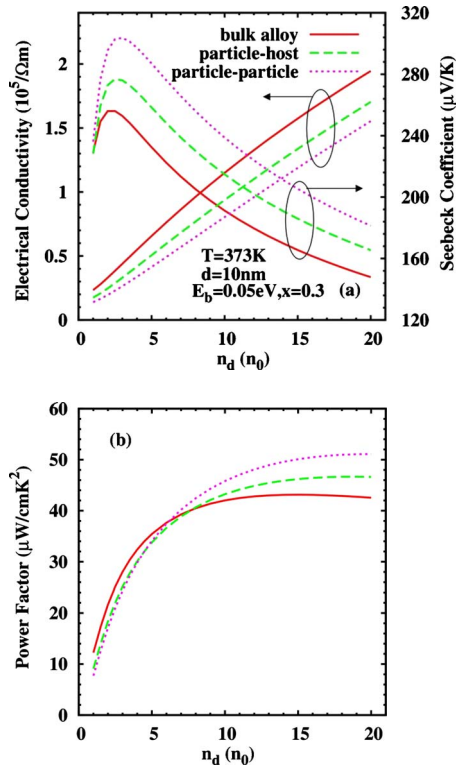 bulk alloy
particle-host
particle-particle
Electrical Conductivity (10⁵/Ωm)
2
1.5
1
0.5
0
320
280
240
200
160
120
Seebeck Coefficient (μV/K)
T=373K
d=10nm
E_b=0.05eV,x=0.3 (a)
0 5 10 15 20
n_d (n_0)
(b)
Power Factor (μW/cmK²)
60
50
40
30
20
10
0
0 5 10 15 20
n_d (n_0)